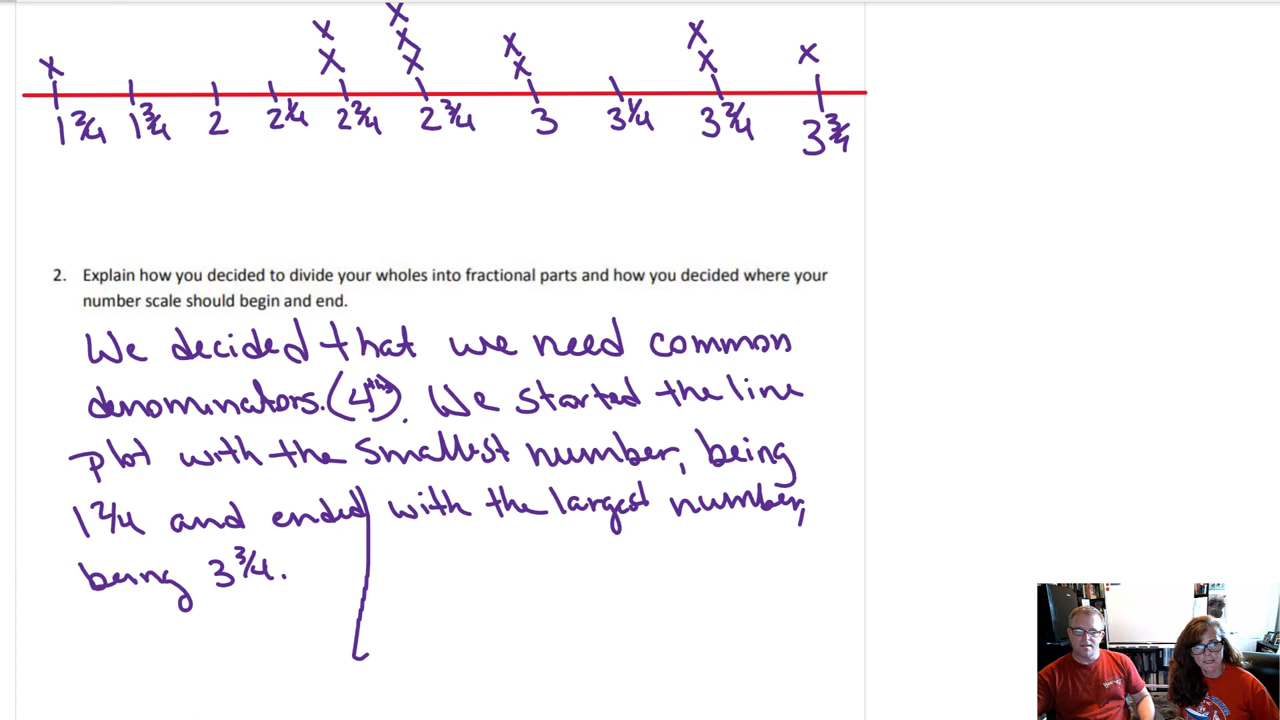 x x x x x x x x x x x
1 2/4 1 3/4 2 2 1/4 2 2/4 2 3/4 3 3 1/4 3 2/4 3 3/4
2. Explain how you decided to divide your wholes into fractional parts and how you decided where your
number scale should begin and end.
We decided that we need common
denominators. (4ths). We started the line
plot with the smallest number, being
1 2/4 and ended with the largest number,
being 3 3/4.